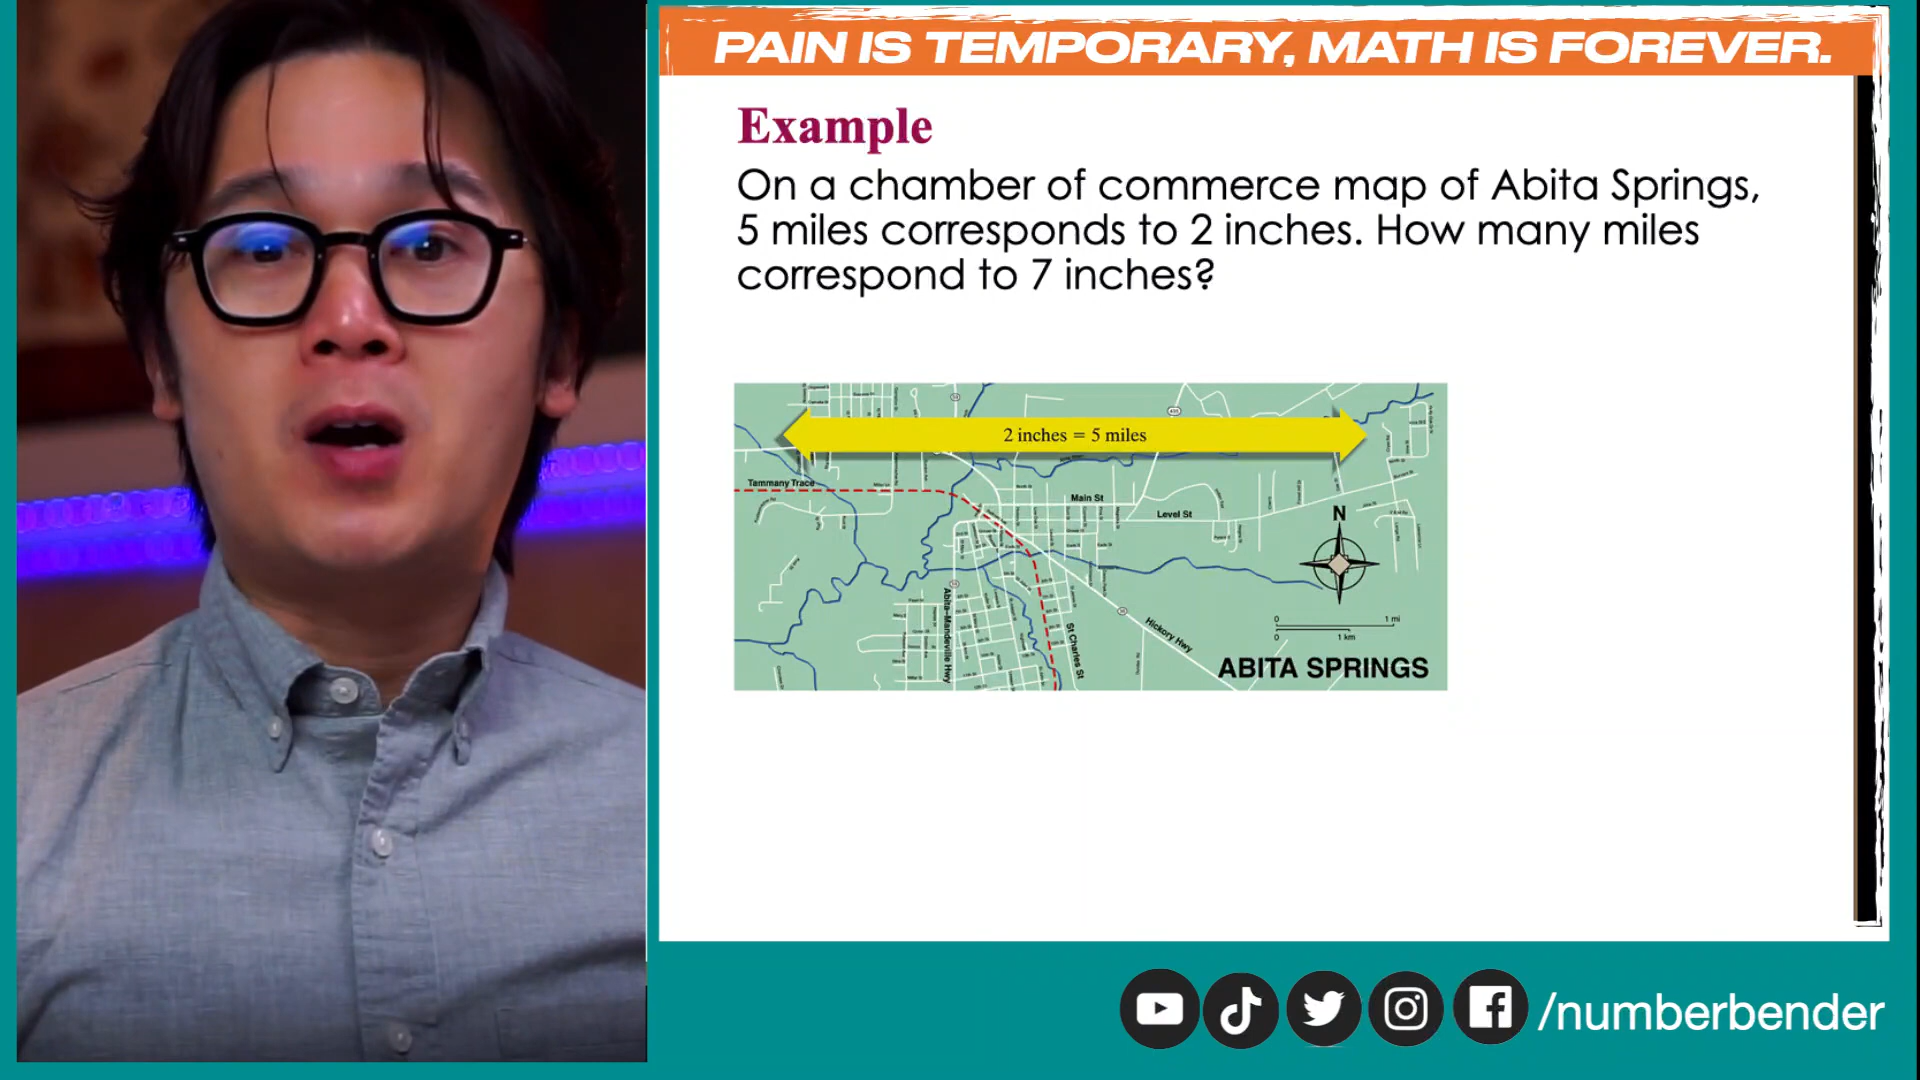 PAIN IS TEMPORARY, MATH IS FOREVER.
Example
On a chamber of commerce map of Abita Springs,
5 miles corresponds to 2 inches. How many miles
correspond to 7 inches?
2 inches = 5 miles
Tammany Trace
Main St
Level St
N
Abita-Mandeville Hwy
St Charles St
Hickory Hwy
0 1 mi
0 1 km
ABITA SPRINGS
/numberbender